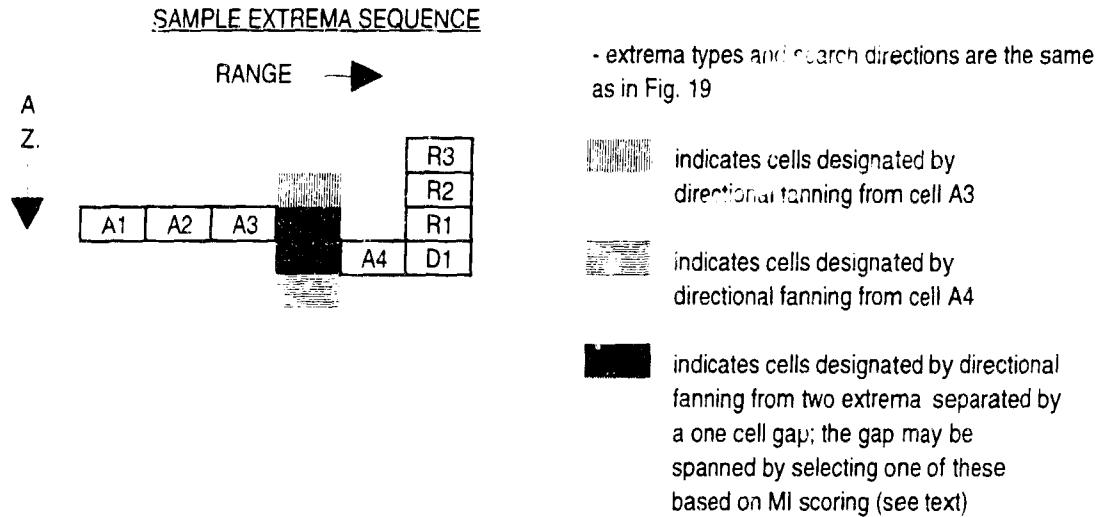 SAMPLE EXTREMA SEQUENCE
RANGE
A
Z.
R3
R2
A1 A2 A3 R1
A4 D1
- extrema types and search directions are the same
as in Fig. 19
indicates cells designated by
directional fanning from cell A3
indicates cells designated by
directional fanning from cell A4
indicates cells designated by directional
fanning from two extrema separated by
a one cell gap; the gap may be
spanned by selecting one of these
based on MI scoring (see text)